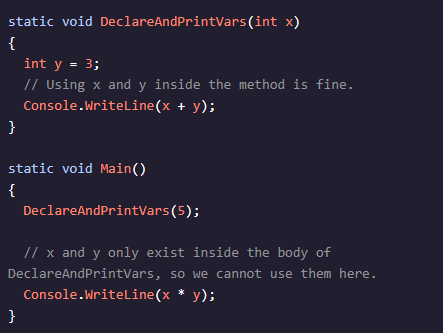 static void DeclareAndPrintVars(int x)
{
  int y = 3;
  // Using x and y inside the method is fine.
  Console.WriteLine(x + y);
}

static void Main()
{
  DeclareAndPrintVars(5);

  // x and y only exist inside the body of
DeclareAndPrintVars, so we cannot use them here.
  Console.WriteLine(x * y);
}